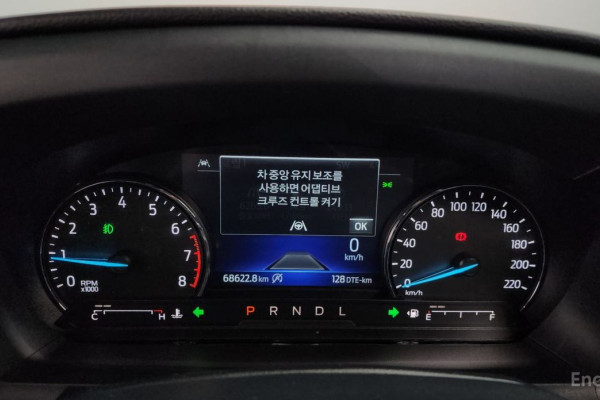 차 중앙 유지 보조를
사용하면 어댑티브
크루즈 컨트롤 켜기
OK
0
km/h
68622.8 km
128 DTE-km
0 1 2 3 4 5 6 7 8
RPM
x1000
0 20 40 60 80 100 120 140 160 180 200 220
km/h
C H
P R N D L
E F
Ene